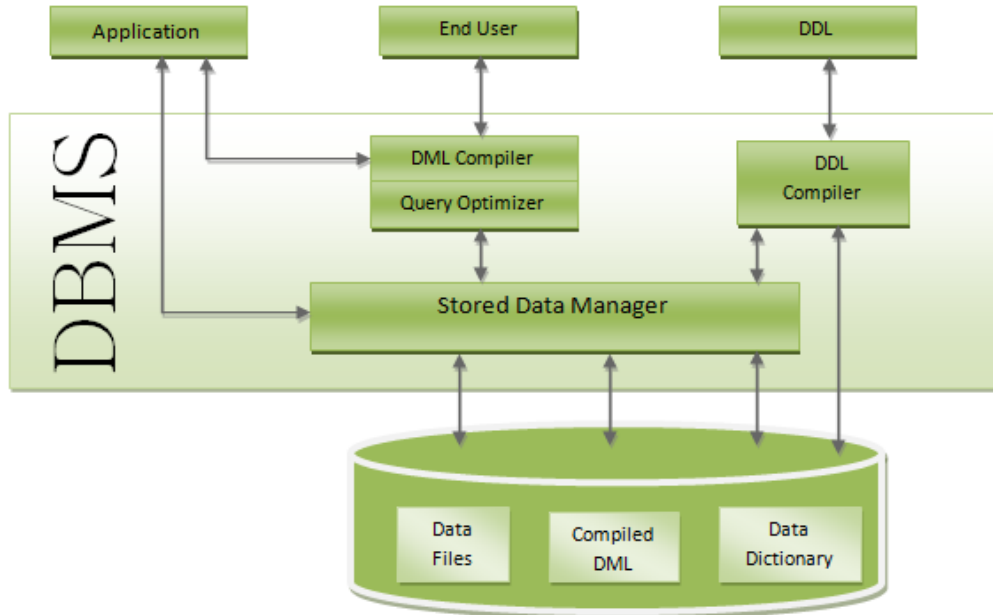 Application
End User
DDL
DBMS
DML Compiler
Query Optimizer
DDL
Compiler
Stored Data Manager
Data
Files
Compiled
DML
Data
Dictionary